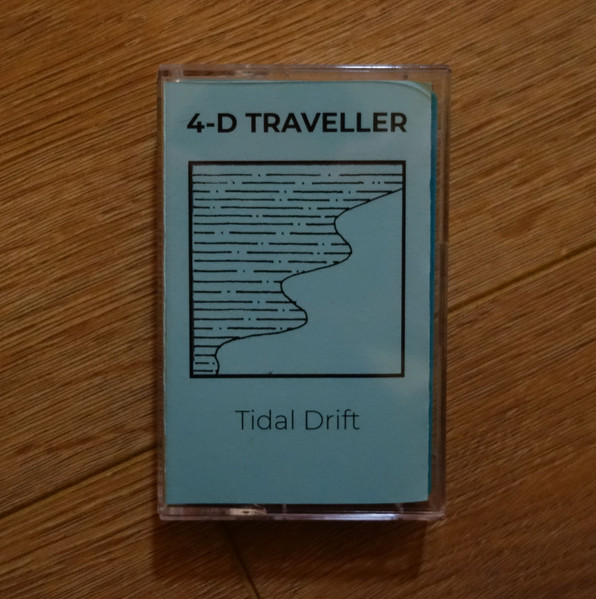 4-D TRAVELLER
Tidal Drift